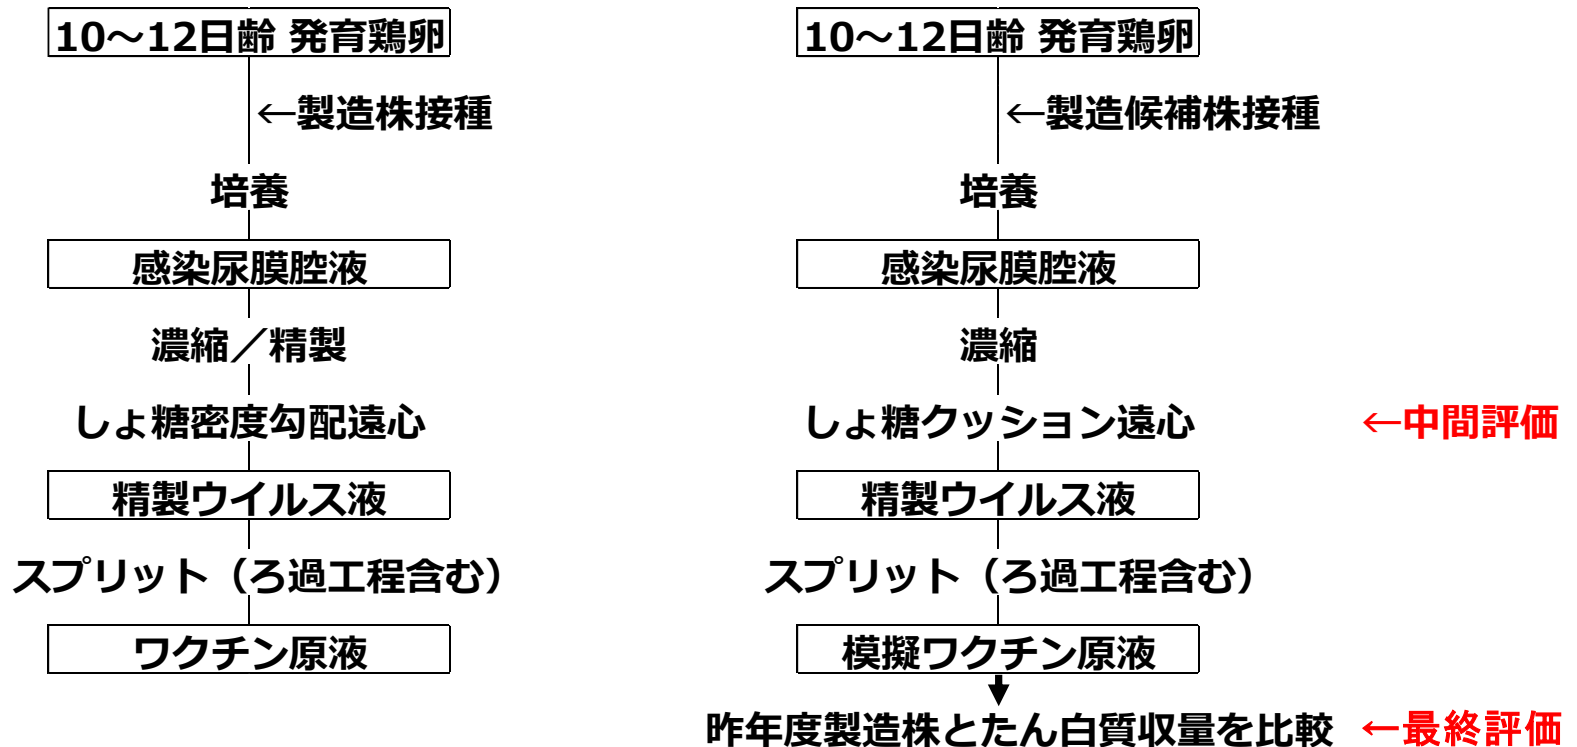 10～12日齢 発育鶏卵
←製造株接種
培養
感染尿膜腔液
濃縮／精製
しょ糖密度勾配遠心
精製ウイルス液
スプリット（ろ過工程含む）
ワクチン原液
10～12日齢 発育鶏卵
←製造候補株接種
培養
感染尿膜腔液
濃縮
しょ糖クッション遠心
←中間評価
精製ウイルス液
スプリット（ろ過工程含む）
模擬ワクチン原液
昨年度製造株とたん白質収量を比較
←最終評価